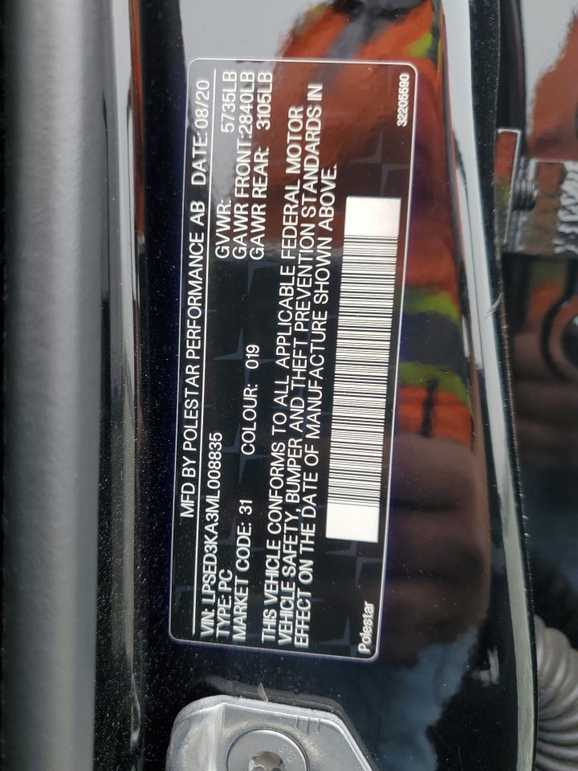 MFD BY POLESTAR PERFORMANCE AB DATE: 08/20
VIN: LPSED3KA3ML008835 GVWR: 5735LB
TYPE: PC GAWR FRONT: 2840LB
MARKET CODE: 31 COLOUR: 019 GAWR REAR: 3105LB
THIS VEHICLE CONFORMS TO ALL APPLICABLE FEDERAL MOTOR
VEHICLE SAFETY, BUMPER AND THEFT PREVENTION STANDARDS IN
EFFECT ON THE DATE OF MANUFACTURE SHOWN ABOVE.
Polestar 32205690